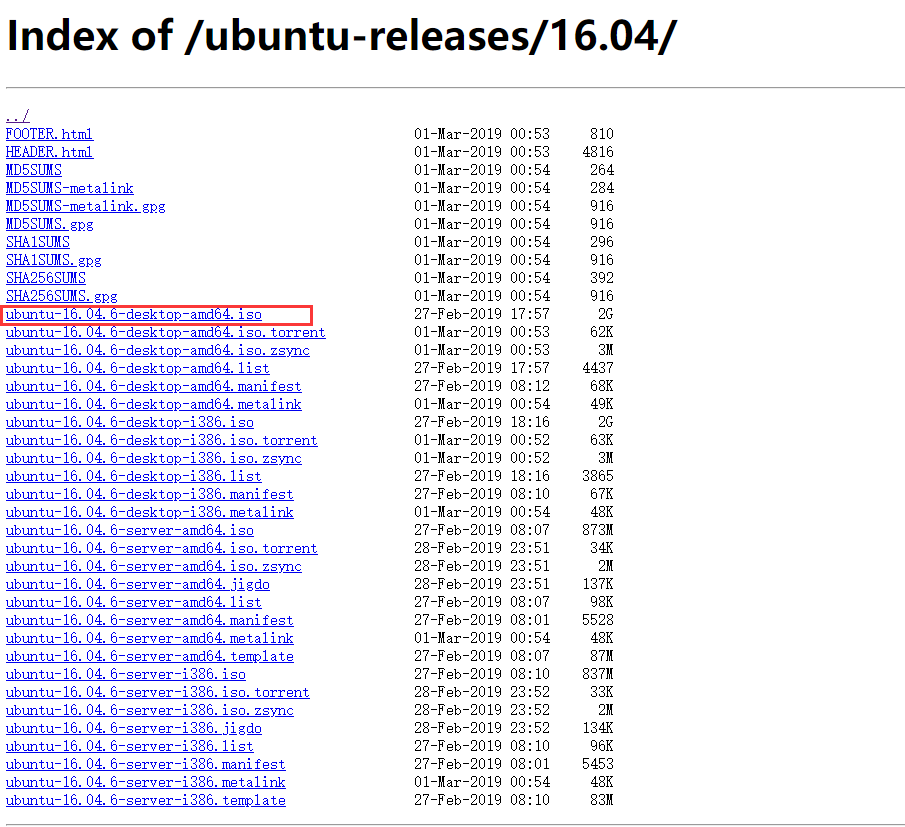 Index of /ubuntu-releases/16.04/
../
FOOTER.html 01-Mar-2019 00:53 810
HEADER.html 01-Mar-2019 00:53 4816
MD5SUMS 01-Mar-2019 00:54 264
MD5SUMS-metalink 01-Mar-2019 00:54 284
MD5SUMS-metalink.gpg 01-Mar-2019 00:54 916
MD5SUMS.gpg 01-Mar-2019 00:54 916
SHA1SUMS 01-Mar-2019 00:54 296
SHA1SUMS.gpg 01-Mar-2019 00:54 916
SHA256SUMS 01-Mar-2019 00:54 392
SHA256SUMS.gpg 01-Mar-2019 00:54 916
ubuntu-16.04.6-desktop-amd64.iso 27-Feb-2019 17:57 2G
ubuntu-16.04.6-desktop-amd64.iso.torrent 01-Mar-2019 00:53 62K
ubuntu-16.04.6-desktop-amd64.iso.zsync 01-Mar-2019 00:53 3M
ubuntu-16.04.6-desktop-amd64.list 27-Feb-2019 17:57 4437
ubuntu-16.04.6-desktop-amd64.manifest 27-Feb-2019 08:12 68K
ubuntu-16.04.6-desktop-amd64.metalink 01-Mar-2019 00:54 49K
ubuntu-16.04.6-desktop-i386.iso 27-Feb-2019 18:16 2G
ubuntu-16.04.6-desktop-i386.iso.torrent 01-Mar-2019 00:52 63K
ubuntu-16.04.6-desktop-i386.iso.zsync 01-Mar-2019 00:52 3M
ubuntu-16.04.6-desktop-i386.list 27-Feb-2019 18:16 3865
ubuntu-16.04.6-desktop-i386.manifest 27-Feb-2019 08:10 67K
ubuntu-16.04.6-desktop-i386.metalink 01-Mar-2019 00:54 48K
ubuntu-16.04.6-server-amd64.iso 27-Feb-2019 08:07 873M
ubuntu-16.04.6-server-amd64.iso.torrent 28-Feb-2019 23:51 34K
ubuntu-16.04.6-server-amd64.iso.zsync 28-Feb-2019 23:51 2M
ubuntu-16.04.6-server-amd64.jigdo 28-Feb-2019 23:51 137K
ubuntu-16.04.6-server-amd64.list 27-Feb-2019 08:07 98K
ubuntu-16.04.6-server-amd64.manifest 27-Feb-2019 08:01 5528
ubuntu-16.04.6-server-amd64.metalink 01-Mar-2019 00:54 48K
ubuntu-16.04.6-server-amd64.template 27-Feb-2019 08:07 87M
ubuntu-16.04.6-server-i386.iso 27-Feb-2019 08:10 837M
ubuntu-16.04.6-server-i386.iso.torrent 28-Feb-2019 23:52 33K
ubuntu-16.04.6-server-i386.iso.zsync 28-Feb-2019 23:52 2M
ubuntu-16.04.6-server-i386.jigdo 28-Feb-2019 23:52 134K
ubuntu-16.04.6-server-i386.list 27-Feb-2019 08:10 96K
ubuntu-16.04.6-server-i386.manifest 27-Feb-2019 08:01 5453
ubuntu-16.04.6-server-i386.metalink 01-Mar-2019 00:54 48K
ubuntu-16.04.6-server-i386.template 27-Feb-2019 08:10 83M